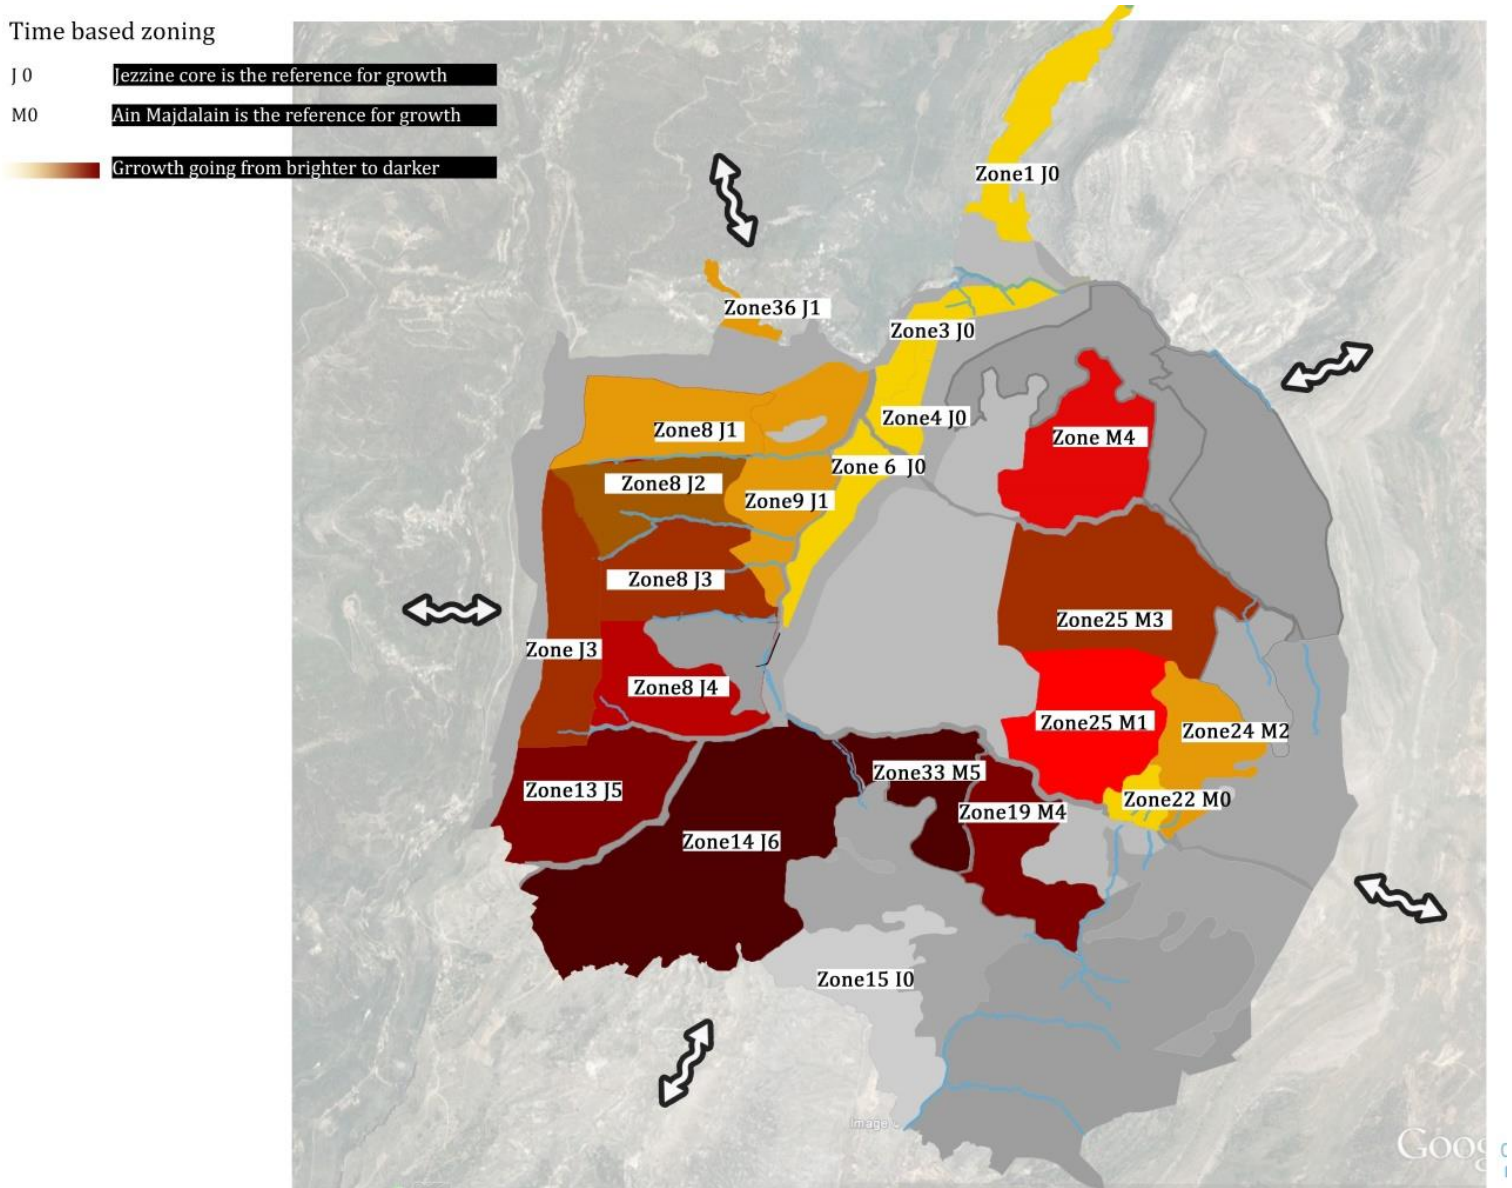 Time based zoning
J 0
Jezzine core is the reference for growth
M0
Ain Majdalain is the reference for growth
Grrowth going from brighter to darker
Zone1 J0
Zone36 J1
Zone3 J0
Zone4 J0
Zone8 J1
Zone M4
Zone 6 J0
Zone8 J2
Zone9 J1
Zone8 J3
Zone25 M3
Zone J3
Zone8 J4
Zone25 M1
Zone24 M2
Zone33 M5
Zone13 J5
Zone22 M0
Zone19 M4
Zone14 J6
Zone15 I0
Image
Goog